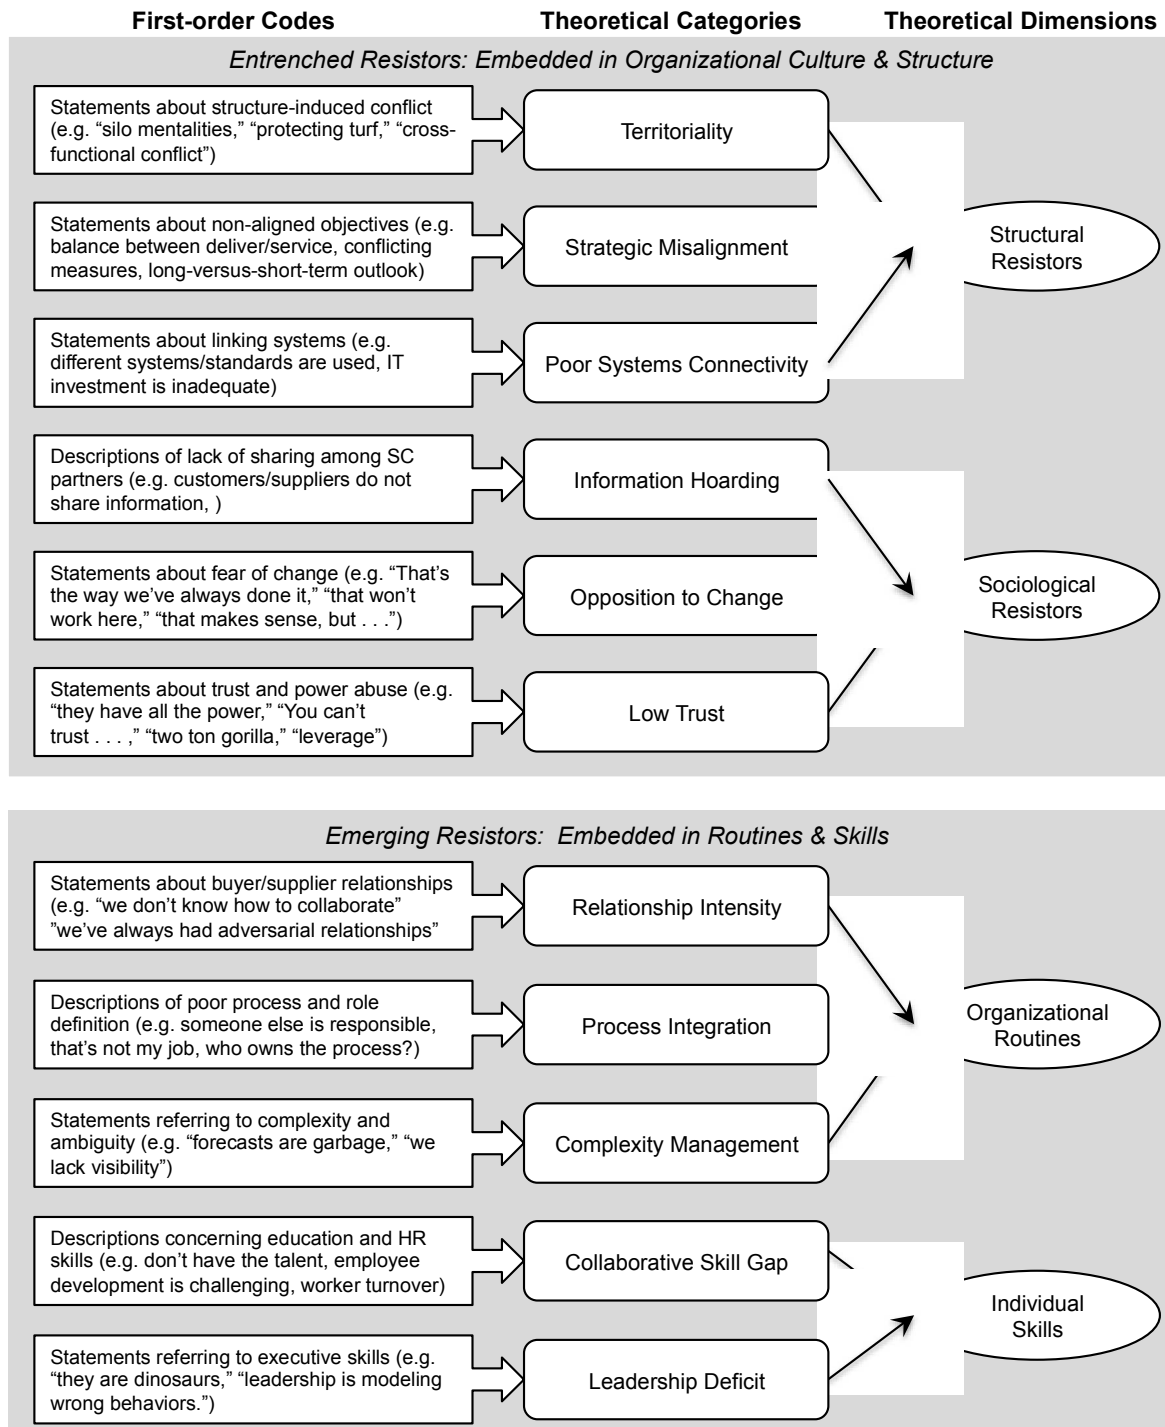 First-order Codes Theoretical Categories Theoretical Dimensions
Entrenched Resistors: Embedded in Organizational Culture & Structure
Statements about structure-induced conflict
(e.g. “silo mentalities,” “protecting turf,” “cross-
functional conflict”)
Territoriality
Statements about non-aligned objectives (e.g.
balance between deliver/service, conflicting
measures, long-versus-short-term outlook)
Strategic Misalignment
Statements about linking systems (e.g.
different systems/standards are used, IT
investment is inadequate)
Poor Systems Connectivity
Structural
Resistors
Descriptions of lack of sharing among SC
partners (e.g. customers/suppliers do not
share information, )
Information Hoarding
Statements about fear of change (e.g. “That’s
the way we’ve always done it,” “that won’t
work here,” “that makes sense, but . . .”)
Opposition to Change
Statements about trust and power abuse (e.g.
“they have all the power,” “You can’t
trust . . . ,” “two ton gorilla,” “leverage”)
Low Trust
Sociological
Resistors
Emerging Resistors: Embedded in Routines & Skills
Statements about buyer/supplier relationships
(e.g. “we don’t know how to collaborate”
”we’ve always had adversarial relationships”
Relationship Intensity
Descriptions of poor process and role
definition (e.g. someone else is responsible,
that’s not my job, who owns the process?)
Process Integration
Statements referring to complexity and
ambiguity (e.g. “forecasts are garbage,” “we
lack visibility”)
Complexity Management
Organizational
Routines
Descriptions concerning education and HR
skills (e.g. don’t have the talent, employee
development is challenging, worker turnover)
Collaborative Skill Gap
Statements referring to executive skills (e.g.
“they are dinosaurs,” “leadership is modeling
wrong behaviors.”)
Leadership Deficit
Individual
Skills